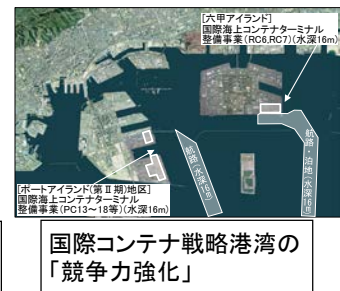 [六甲アイランド]
国際海上コンテナターミナル
整備事業(RC6,RC7)(水深16m)
航路・泊地(水深16m)
航路(水深16m)
[ポートアイランド(第Ⅱ期)地区]
国際海上コンテナターミナル
整備事業(PC13～18等)(水深16m)
国際コンテナ戦略港湾の
「競争力強化」